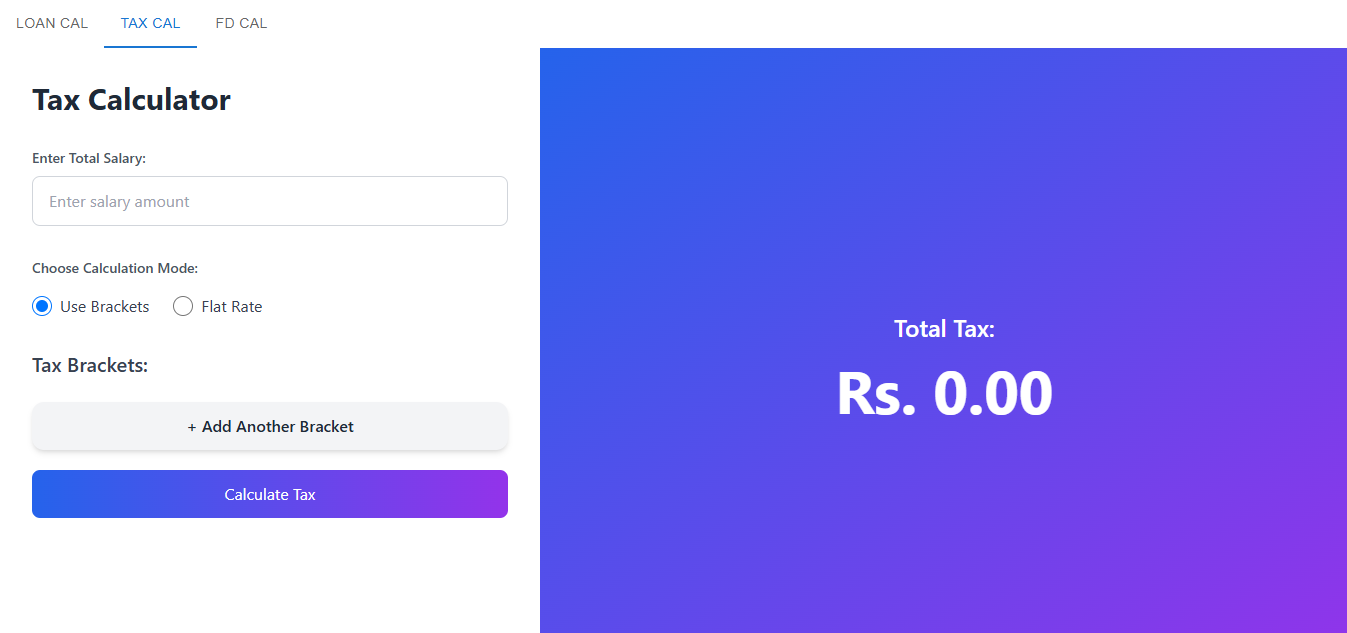 LOAN CAL TAX CAL FD CAL
Tax Calculator
Enter Total Salary:
Enter salary amount
Choose Calculation Mode:
Use Brackets Flat Rate
Tax Brackets:
+ Add Another Bracket
Calculate Tax
Total Tax:
Rs. 0.00